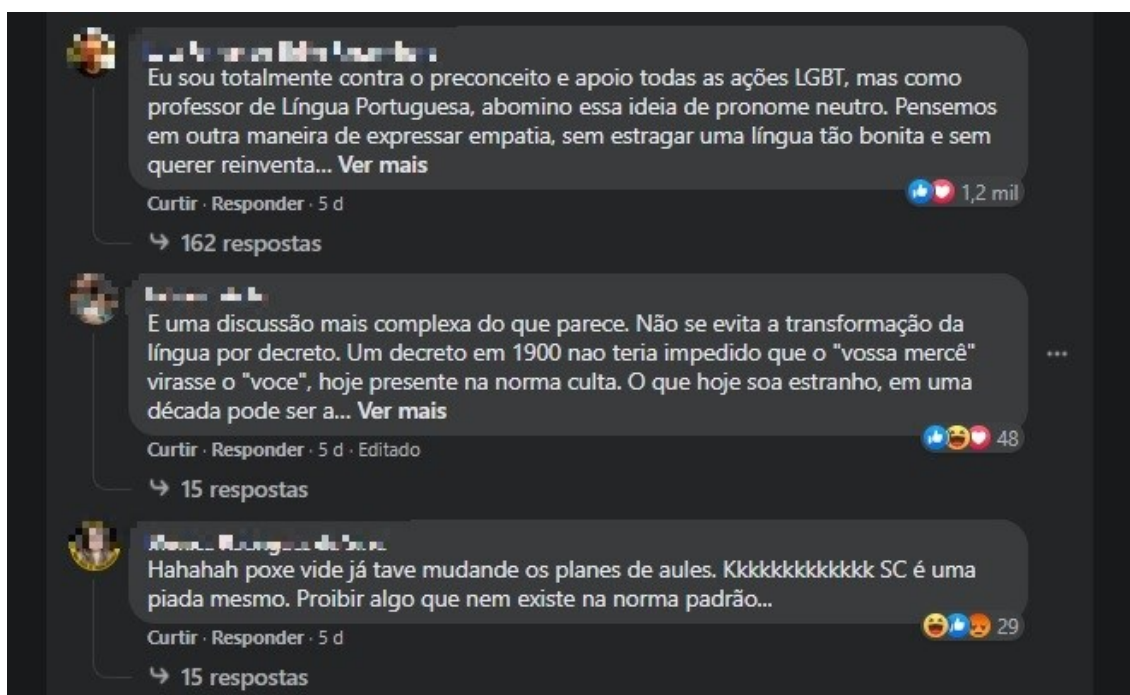 Eu sou totalmente contra o preconceito e apoio todas as ações LGBT, mas como
professor de Língua Portuguesa, abomino essa ideia de pronome neutro. Pensemos
em outra maneira de expressar empatia, sem estragar uma língua tão bonita e sem
querer reinventa... Ver mais
1,2 mil
Curtir · Responder · 5 d
162 respostas
E uma discussão mais complexa do que parece. Não se evita a transformação da
língua por decreto. Um decreto em 1900 nao teria impedido que o "vossa mercê"
virasse o "voce", hoje presente na norma culta. O que hoje soa estranho, em uma
década pode ser a... Ver mais
48
Curtir · Responder · 5 d · Editado
15 respostas
Hahahah poxe vide já tave mudande os planes de aules. Kkkkkkkkkkkkk SC é uma
piada mesmo. Proibir algo que nem existe na norma padrão...
29
Curtir · Responder · 5 d
15 respostas